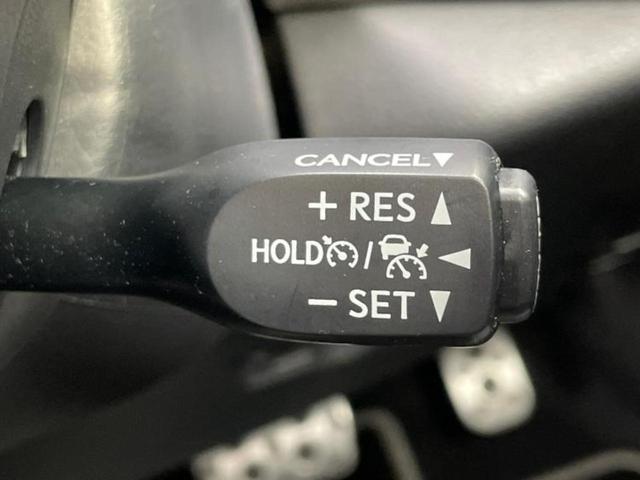 CANCEL▼
+ RES ▲
HOLD / ◀
− SET ▼